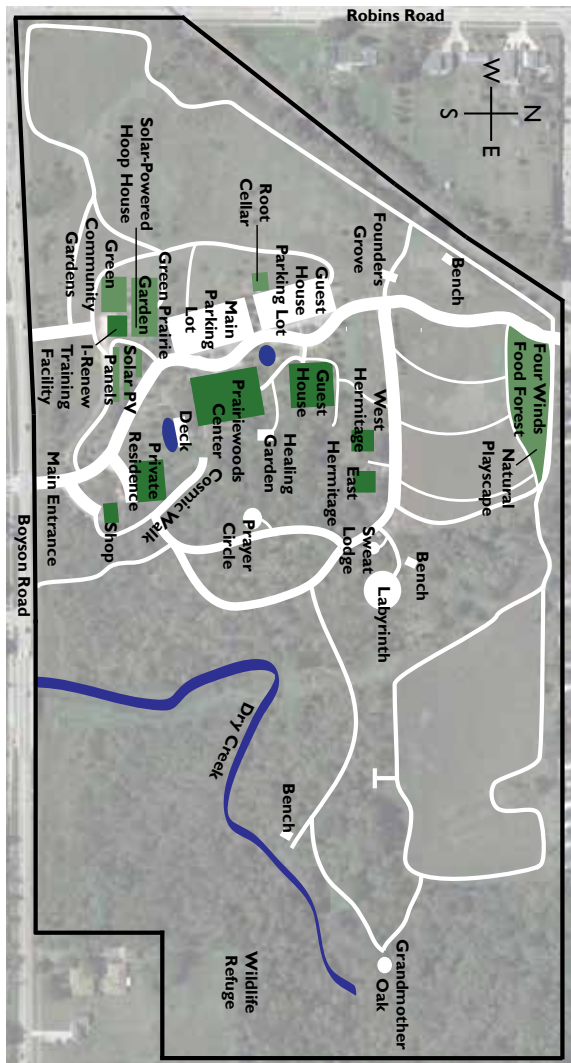 Robins Road
N
W
E
S
Bench
Founders
Grove
Four Winds
Food Forest
Natural
Playscape
Root
Cellar
Guest
House
Parking Lot
Solar-Powered
Hoop House
Green Prairie
Garden
Main
Parking
Lot
Green
Community
Gardens
I-Renew
Training
Facility
Solar PV
Panels
Guest
House
West
Hermitage
East
Hermitage
Prairiewoods
Center
Healing
Garden
Deck
Private
Residence
Cosmic Walk
Prayer
Circle
Sweat
Lodge
Bench
Labyrinth
Shop
Main Entrance
Boyson Road
Dry Creek
Bench
Grandmother
Oak
Wildlife
Refuge